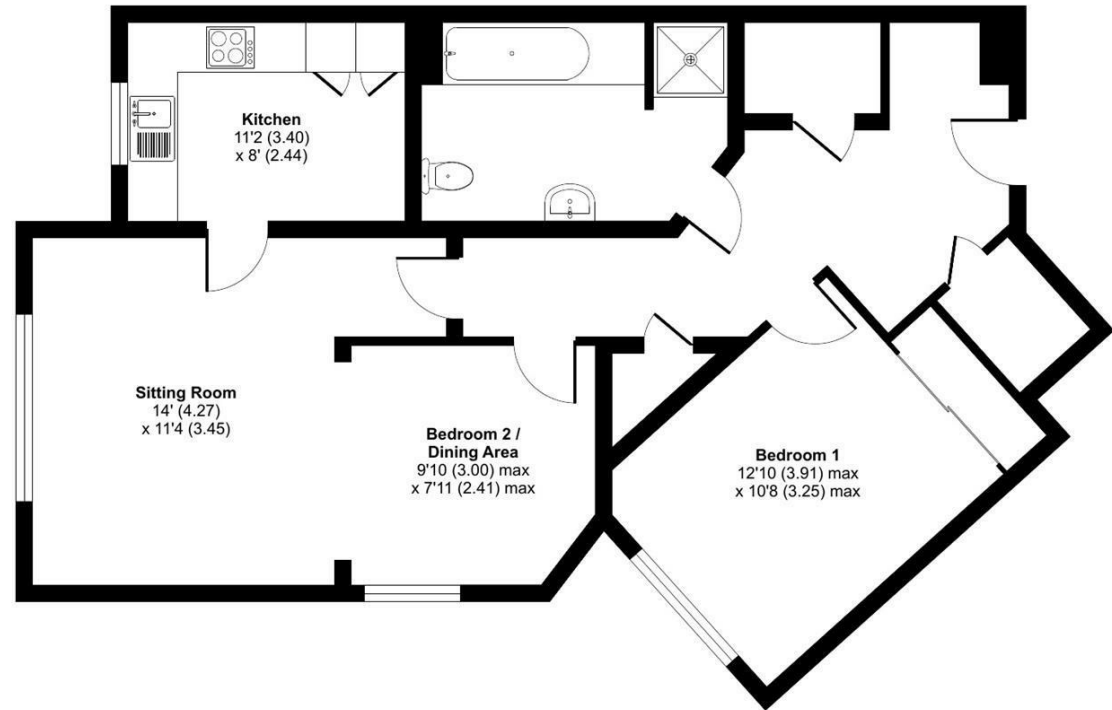 Kitchen
11'2 (3.40)
x 8' (2.44)
Sitting Room
14' (4.27)
x 11'4 (3.45)
Bedroom 2 /
Dining Area
9'10 (3.00) max
x 7'11 (2.41) max
Bedroom 1
12'10 (3.91) max
x 10'8 (3.25) max